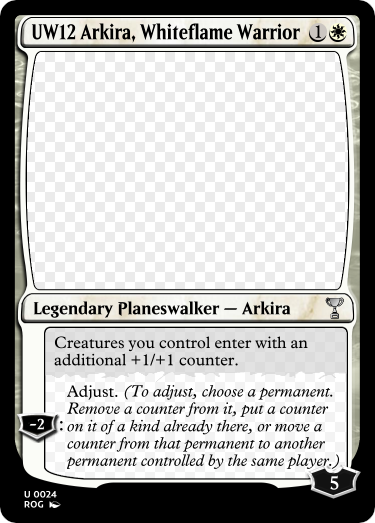 UW12 Arkira, Whiteflame Warrior 1
Legendary Planeswalker — Arkira
Creatures you control enter with an
additional +1/+1 counter.
-2: Adjust. (To adjust, choose a permanent.
Remove a counter from it, put a counter
on it of a kind already there, or move a
counter from that permanent to another
permanent controlled by the same player.)
5
U 0024
ROG